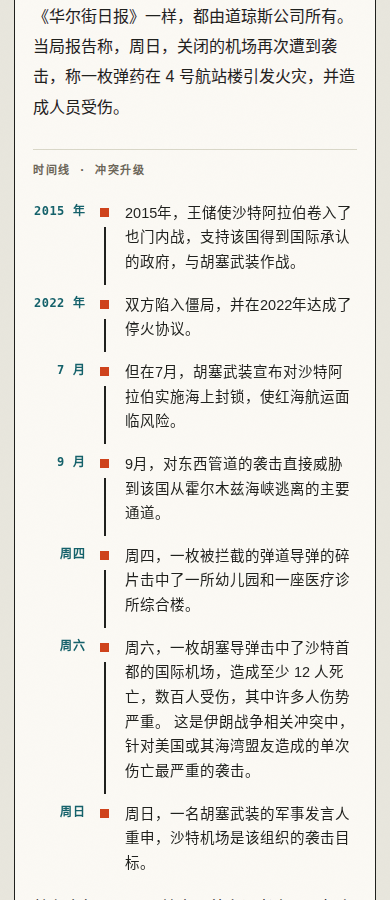 《华尔街日报》一样，都由道琼斯公司所有。
当局报告称，周日，关闭的机场再次遭到袭
击，称一枚弹药在 4 号航站楼引发火灾，并造
成人员受伤。
时间线 · 冲突升级
2015 年
2015年，王储使沙特阿拉伯卷入了
也门内战，支持该国得到国际承认
的政府，与胡塞武装作战。
2022 年
双方陷入僵局，并在2022年达成了
停火协议。
7 月
但在7月，胡塞武装宣布对沙特阿
拉伯实施海上封锁，使红海航运面
临风险。
9 月
9月，对东西管道的袭击直接威胁
到该国从霍尔木兹海峡逃离的主要
通道。
周四
周四，一枚被拦截的弹道导弹的碎
片击中了一所幼儿园和一座医疗诊
所综合楼。
周六
周六，一枚胡塞导弹击中了沙特首
都的国际机场，造成至少 12 人死
亡，数百人受伤，其中许多人伤势
严重。 这是伊朗战争相关冲突中，
针对美国或其海湾盟友造成的单次
伤亡最严重的袭击。
周日
周日，一名胡塞武装的军事发言人
重申，沙特机场是该组织的袭击目
标。